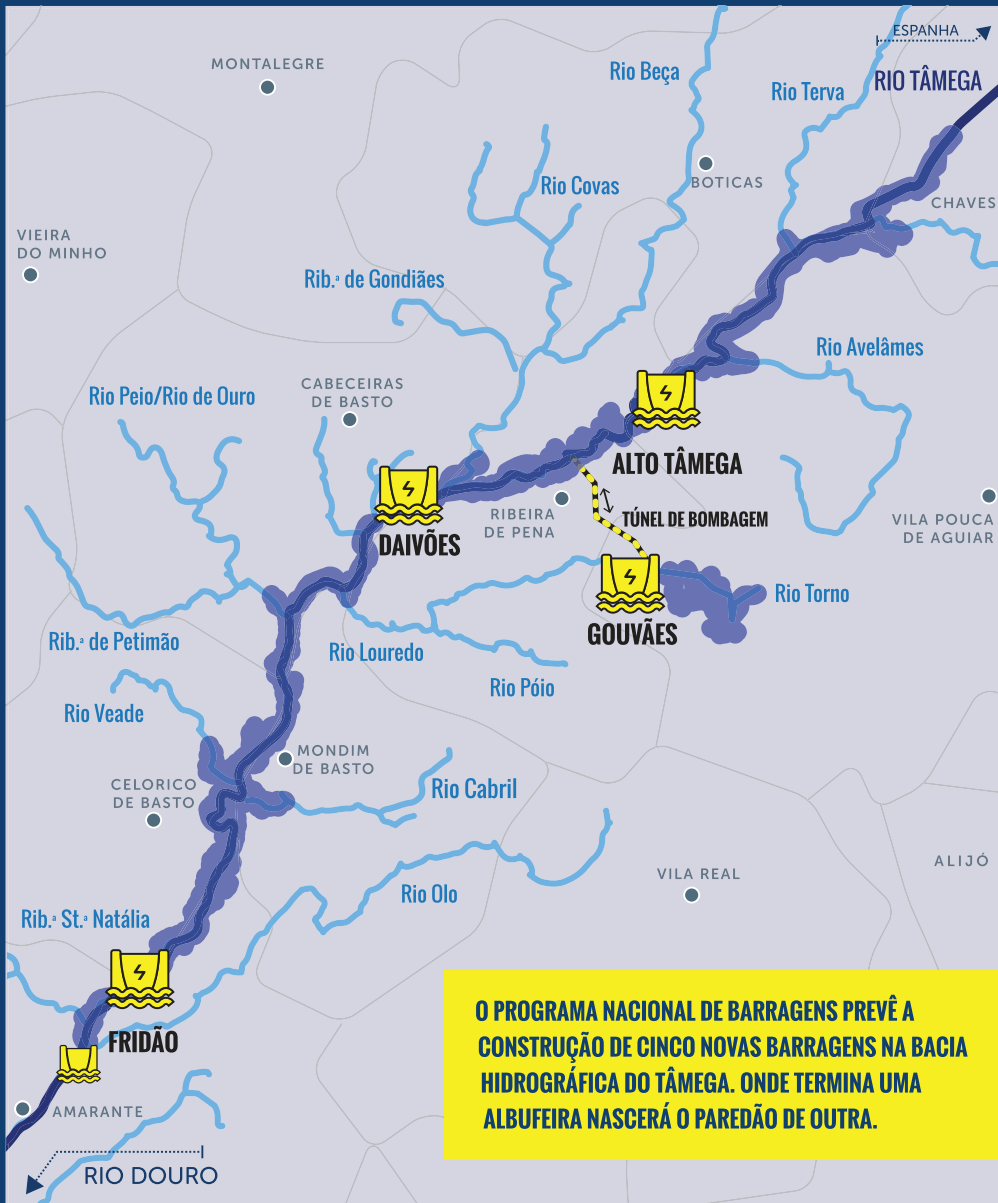 ESPANHA
MONTALEGRE
Rio Beça
RIO TÂMEGA
Rio Terva
BOTICAS
Rio Covas
CHAVES
VIEIRA
DO MINHO
Rib.ª de Gondiães
Rio Avelâmes
CABECEIRAS
DE BASTO
Rio Peio/Rio de Ouro
ALTO TÂMEGA
RIBEIRA
DE PENA
TÚNEL DE BOMBAGEM
VILA POUCA
DE AGUIAR
DAIVÕES
Rio Torno
GOUVÃES
Rib.ª de Petimão
Rio Louredo
Rio Póio
Rio Veade
MONDIM
DE BASTO
CELORICO
DE BASTO
Rio Cabril
ALIJÓ
VILA REAL
Rio Olo
Rib.ª St.ª Natália
O PROGRAMA NACIONAL DE BARRAGENS PREVÊ A
CONSTRUÇÃO DE CINCO NOVAS BARRAGENS NA BACIA
HIDROGRÁFICA DO TÂMEGA. ONDE TERMINA UMA
ALBUFEIRA NASCERÁ O PAREDÃO DE OUTRA.
FRIDÃO
AMARANTE
RIO DOURO